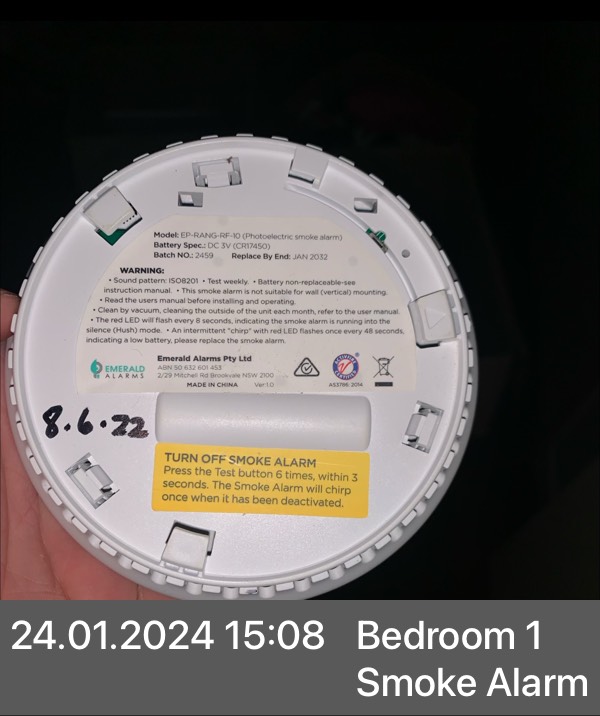 Model: EP-RANG-RF-10 (Photoelectric smoke alarm)
Battery Spec.: DC 3V (CR17450)
Batch NO.: 2459 Replace By End: JAN 2032
WARNING:
• Sound pattern: ISO8201 • Test weekly. • Battery non-replaceable-see
instruction manual. • This smoke alarm is not suitable for wall (vertical) mounting.
• Read the users manual before installing and operating.
• Clean by vacuum, cleaning the outside of the unit each month, refer to the user manual.
• The red LED will flash every 8 seconds, indicating the smoke alarm is running into the
silence (Hush) mode. • An intermittent "chirp" with red LED flashes once every 48 seconds,
indicating a low battery, please replace the smoke alarm.
EMERALD
ALARMS
Emerald Alarms Pty Ltd
ABN 50 632 601 453
2/29 Mitchell Rd Brookvale NSW 2100
MADE IN CHINA Ver:1.0
AS3786:2014
8.6.22
TURN OFF SMOKE ALARM
Press the Test button 6 times, within 3
seconds. The Smoke Alarm will chirp
once when it has been deactivated.
24.01.2024 15:08 Bedroom 1
Smoke Alarm